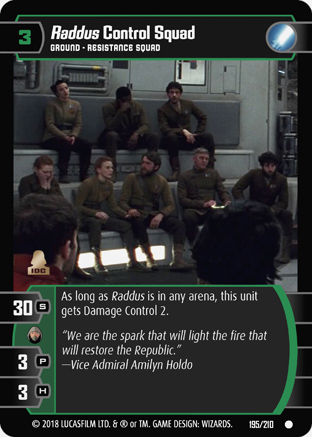 3
Raddus Control Squad
GROUND - RESISTANCE SQUAD
IDC
30 S
3 P
3 H
As long as Raddus is in any arena, this unit
gets Damage Control 2.
“We are the spark that will light the fire that
will restore the Republic.”
—Vice Admiral Amilyn Holdo
© 2018 LUCASFILM LTD. & ® or TM. GAME DESIGN: WIZARDS.
195/210